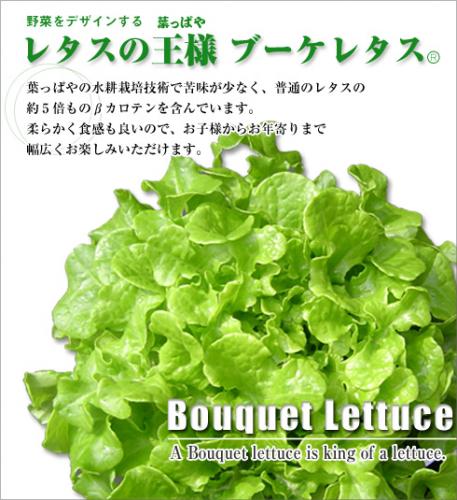 野菜をデザインする 葉っぱや
レタスの王様 ブーケレタス®
葉っぱやの水耕栽培技術で苦味が少なく、普通のレタスの
約５倍ものβカロテンを含んでいます。
柔らかく食感も良いので、お子様からお年寄りまで
幅広くお楽しみいただけます。
Bouquet Lettuce
A Bouquet lettuce is king of a lettuce.